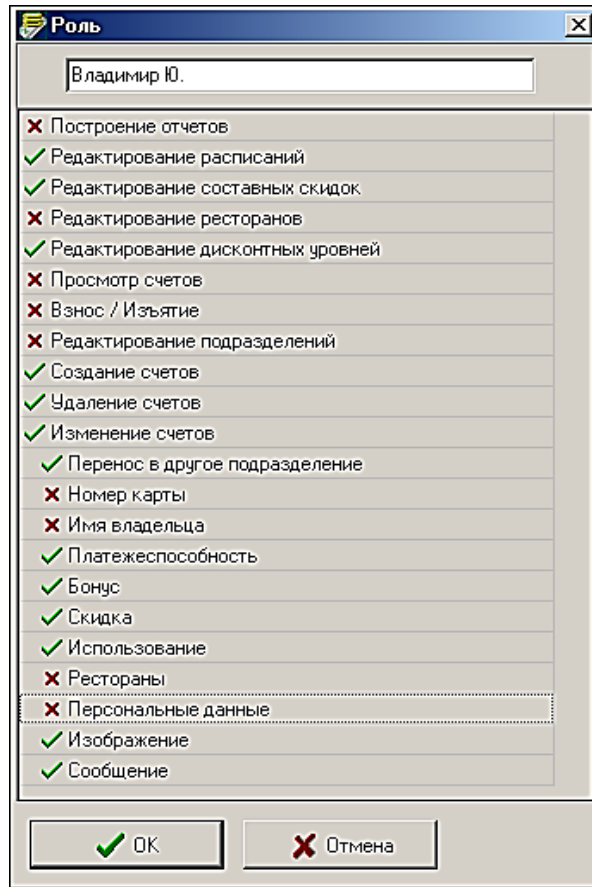 Роль
Владимир Ю.
Построение отчетов
Редактирование расписаний
Редактирование составных скидок
Редактирование ресторанов
Редактирование дисконтных уровней
Просмотр счетов
Взнос / Изъятие
Редактирование подразделений
Создание счетов
Удаление счетов
Изменение счетов
Перенос в другое подразделение
Номер карты
Имя владельца
Платежеспособность
Бонус
Скидка
Использование
Рестораны
Персональные данные
Изображение
Сообщение
OK
Отмена